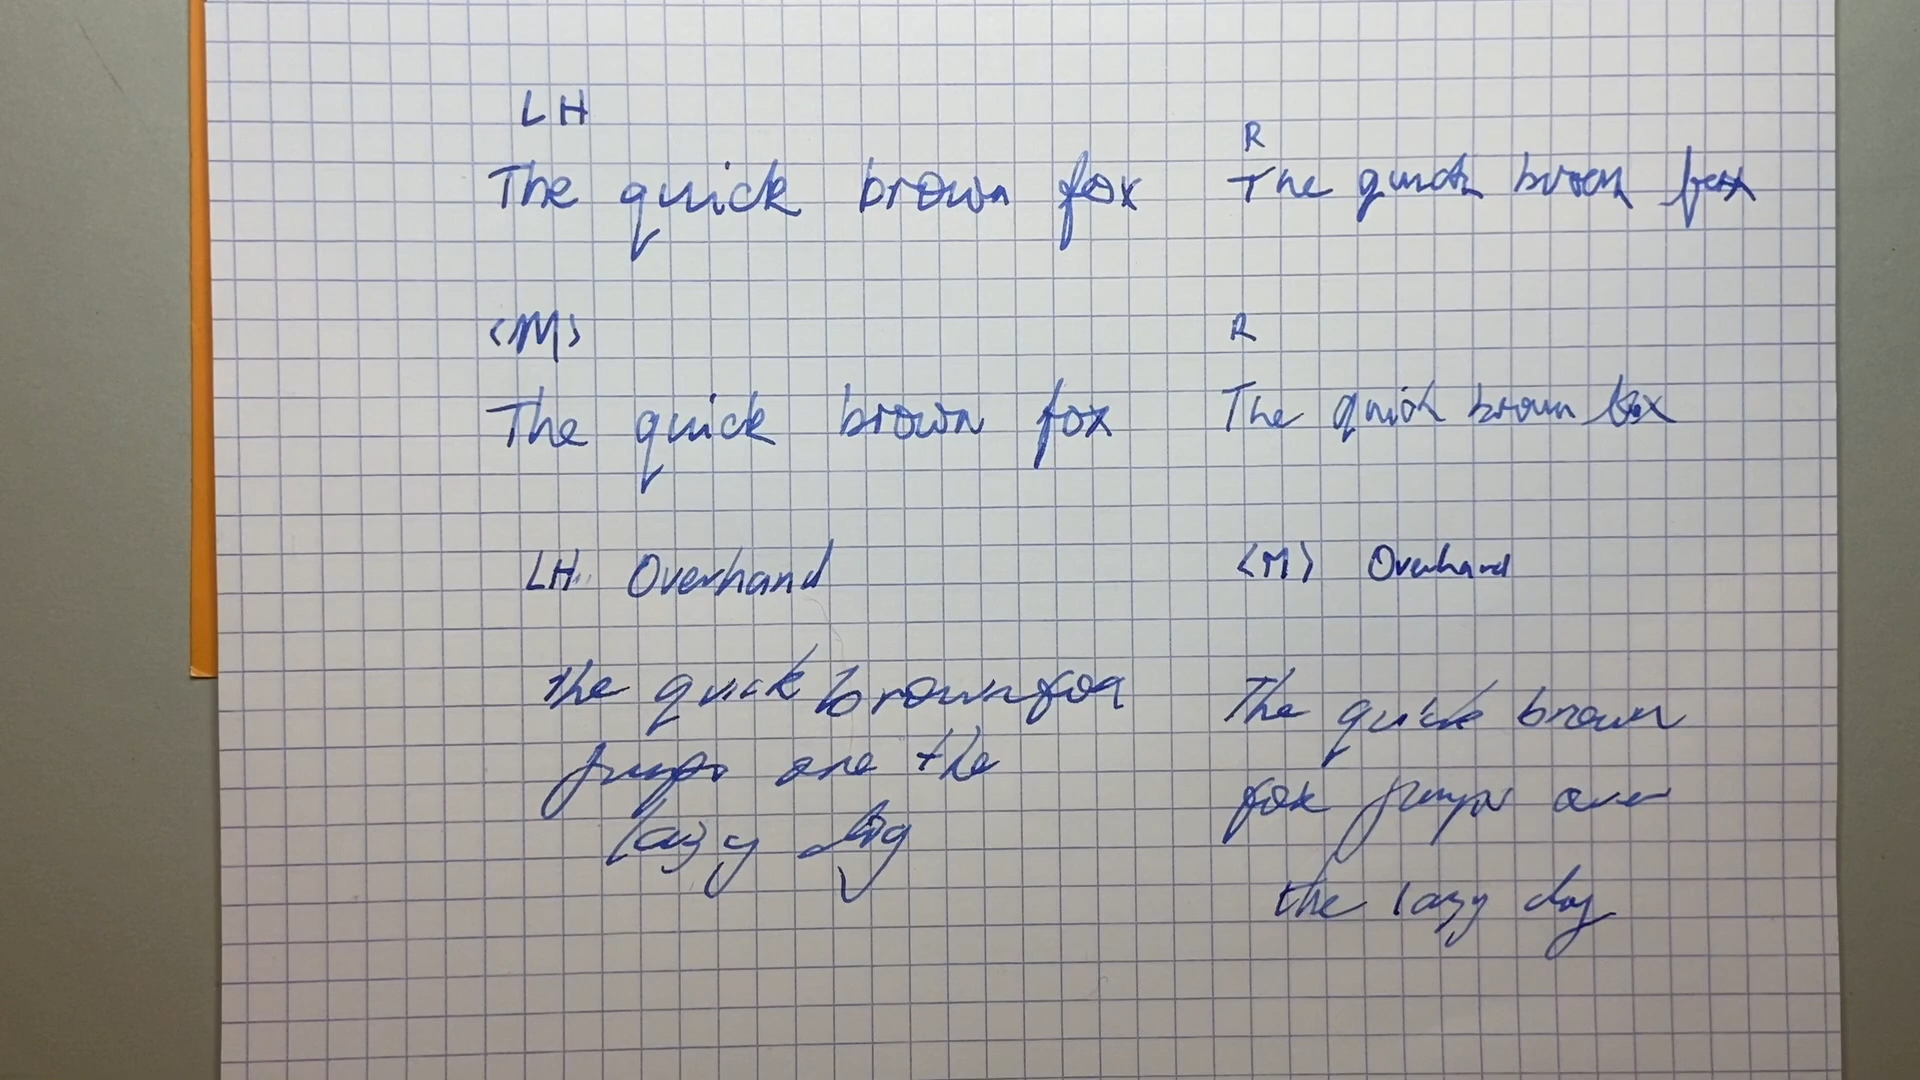 LH
R
The quick brown fox
The quick brown fox
<M>
R
The quick brown fox
The quick brown fox
LH Overhand
<M> Overhand
the quick brown fox
jumps over the
lazy dog
The quick brown
fox jumps over
the lazy dog